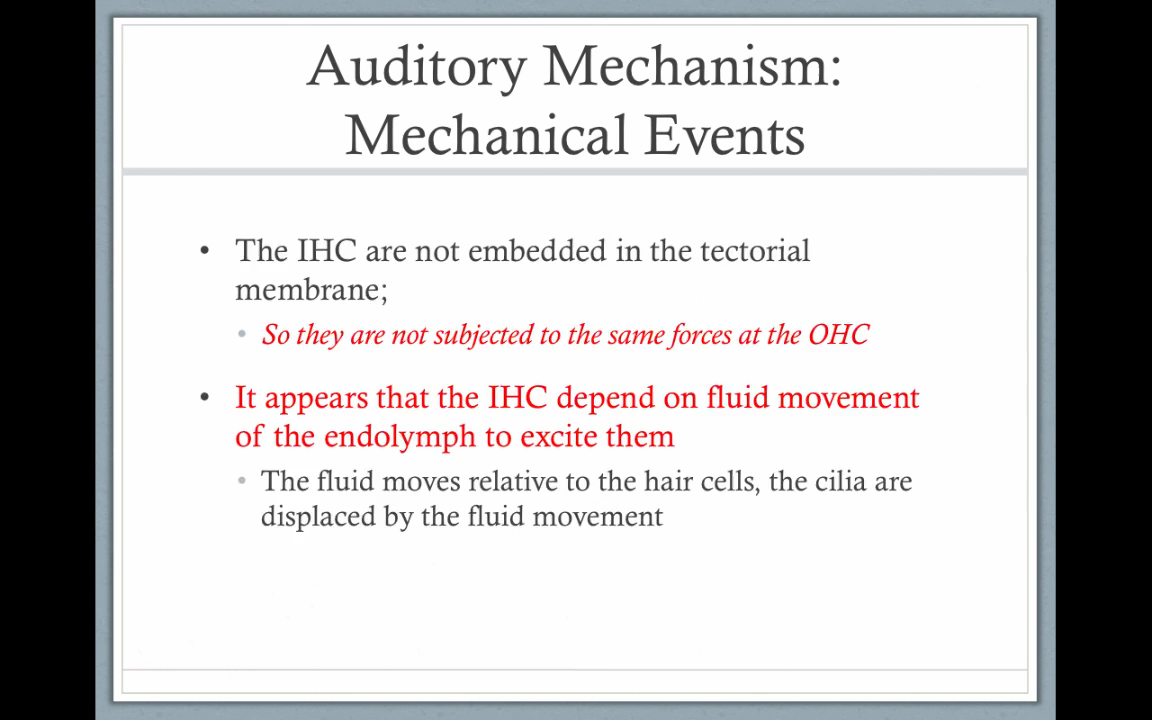 Auditory Mechanism:
Mechanical Events
• The IHC are not embedded in the tectorial
membrane;
• So they are not subjected to the same forces at the OHC
• It appears that the IHC depend on fluid movement
of the endolymph to excite them
• The fluid moves relative to the hair cells, the cilia are
displaced by the fluid movement